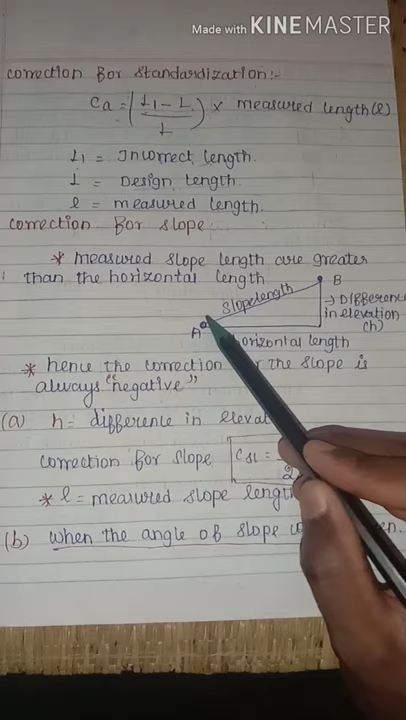 Made with KINEMASTER
correction for standardization:-
Ca = (L1 - L / L) × measured length(l)
L1 = Incorrect length.
L = Design length.
l = measured length.
correction for slope:
* measured slope length are greater
than the horizontal length
B
slope length
→ Difference
in elevation
(h)
A
horizontal length
* hence the correction for the slope is
always "negative"
(a) h = difference in
correction for slope Csl =
2
* l = measured slope length
(b) when the angle of slope